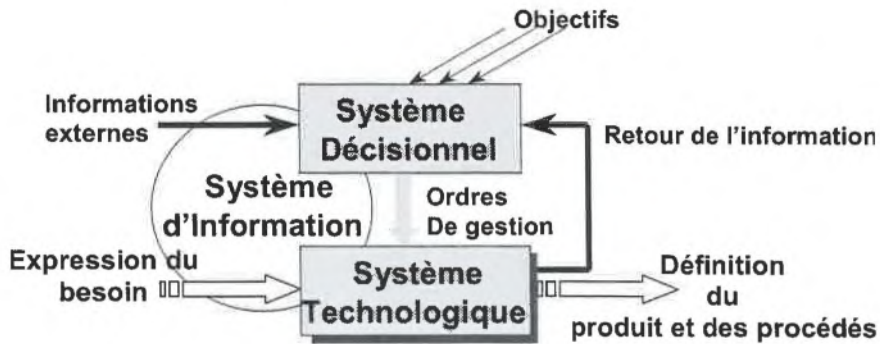 Objectifs
Informations
externes
Système
Décisionnel
Retour de l'information
Système
d'Information
Ordres
De gestion
Expression du
besoin
Système
Technologique
Définition
du
produit et des procédés